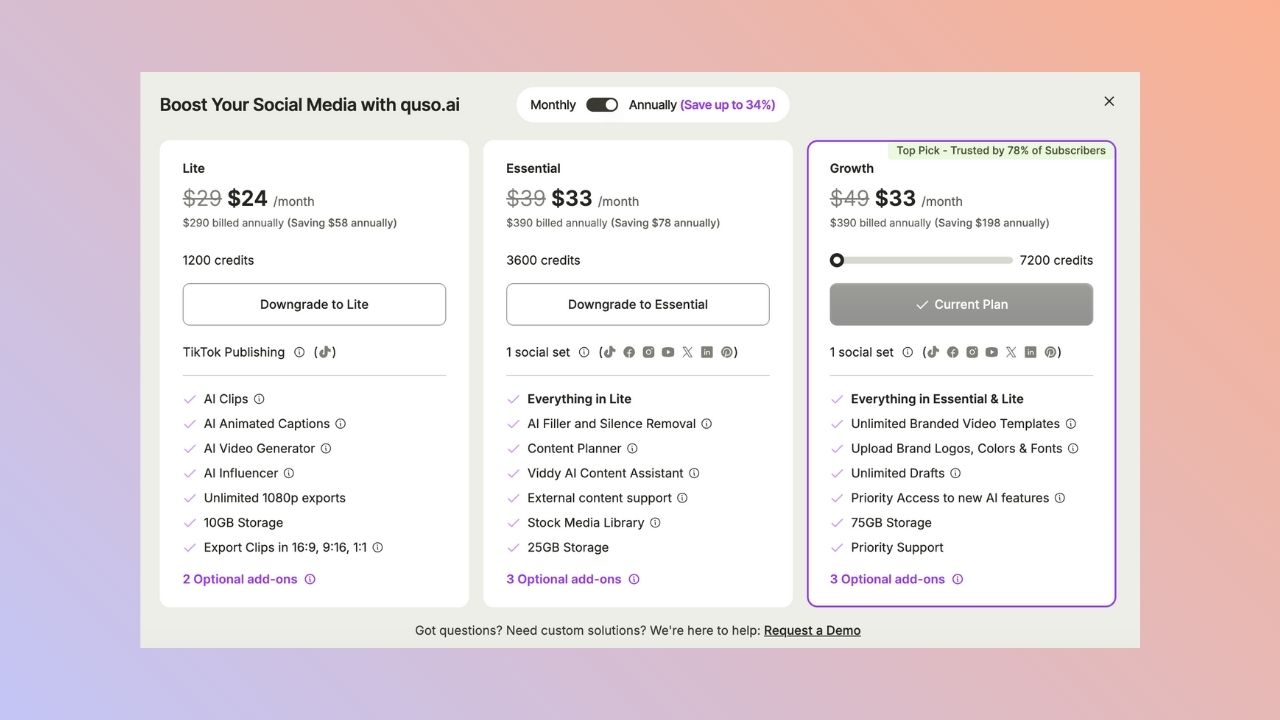 Boost Your Social Media with quso.ai
Monthly
Annually (Save up to 34%)
Lite
$29 $24 /month
$290 billed annually (Saving $58 annually)
1200 credits
Downgrade to Lite
TikTok Publishing ( )
AI Clips
AI Animated Captions
AI Video Generator
AI Influencer
Unlimited 1080p exports
10GB Storage
Export Clips in 16:9, 9:16, 1:1
2 Optional add-ons
Essential
$39 $33 /month
$390 billed annually (Saving $78 annually)
3600 credits
Downgrade to Essential
1 social set ( )
Everything in Lite
AI Filler and Silence Removal
Content Planner
Viddy AI Content Assistant
External content support
Stock Media Library
25GB Storage
3 Optional add-ons
Top Pick - Trusted by 78% of Subscribers
Growth
$49 $33 /month
$390 billed annually (Saving $198 annually)
7200 credits
Current Plan
1 social set ( )
Everything in Essential & Lite
Unlimited Branded Video Templates
Upload Brand Logos, Colors & Fonts
Unlimited Drafts
Priority Access to new AI features
75GB Storage
Priority Support
3 Optional add-ons
Got questions? Need custom solutions? We're here to help: Request a Demo